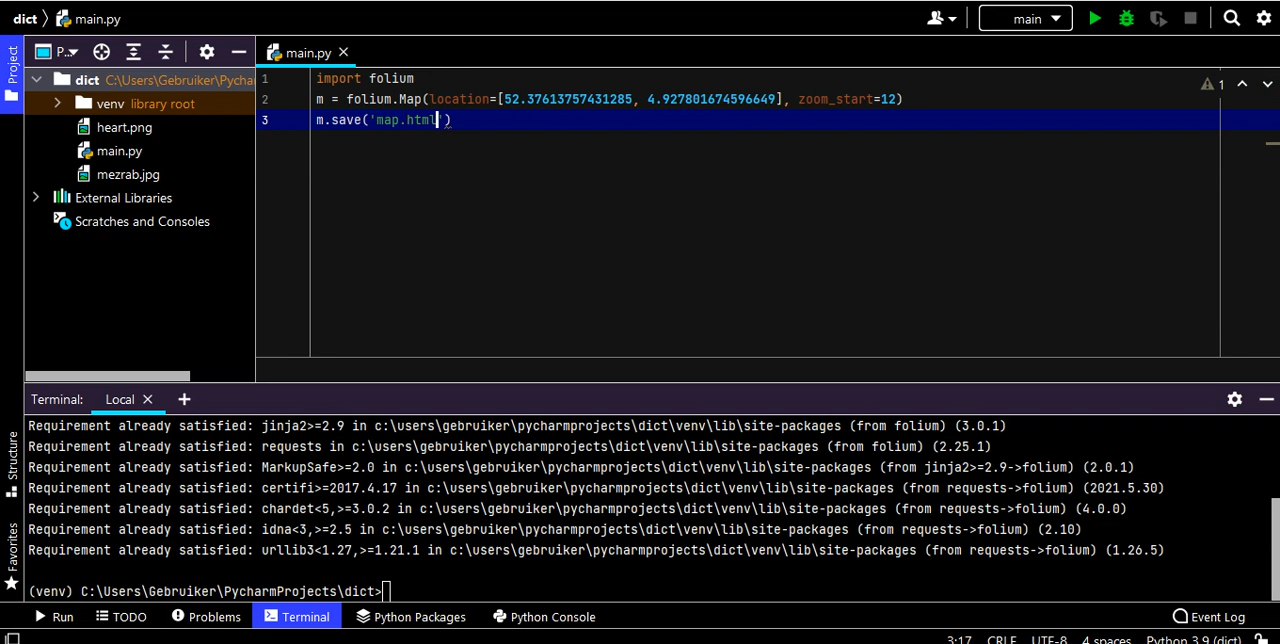 dict main.py
main
Project
P...
main.py
dict C:\Users\Gebruiker\Pychar
venv library root
heart.png
main.py
mezrab.jpg
External Libraries
Scratches and Consoles
1 import folium
2 m = folium.Map(location=[52.37613757431285, 4.927801674596649], zoom_start=12)
3 m.save('map.html')
1
Terminal: Local
Requirement already satisfied: jinja2>=2.9 in c:\users\gebruiker\pycharmprojects\dict\venv\lib\site-packages (from folium) (3.0.1)
Requirement already satisfied: requests in c:\users\gebruiker\pycharmprojects\dict\venv\lib\site-packages (from folium) (2.25.1)
Requirement already satisfied: MarkupSafe>=2.0 in c:\users\gebruiker\pycharmprojects\dict\venv\lib\site-packages (from jinja2>=2.9->folium) (2.0.1)
Requirement already satisfied: certifi>=2017.4.17 in c:\users\gebruiker\pycharmprojects\dict\venv\lib\site-packages (from requests->folium) (2021.5.30)
Requirement already satisfied: chardet<5,>=3.0.2 in c:\users\gebruiker\pycharmprojects\dict\venv\lib\site-packages (from requests->folium) (4.0.0)
Requirement already satisfied: idna<3,>=2.5 in c:\users\gebruiker\pycharmprojects\dict\venv\lib\site-packages (from requests->folium) (2.10)
Requirement already satisfied: urllib3<1.27,>=1.21.1 in c:\users\gebruiker\pycharmprojects\dict\venv\lib\site-packages (from requests->folium) (1.26.5)
(venv) C:\Users\Gebruiker\PycharmProjects\dict>
Structure
Favorites
Run TODO Problems Terminal Python Packages Python Console Event Log
3:17 CRLF UTF-8 4 spaces Python 3.9 (dict)